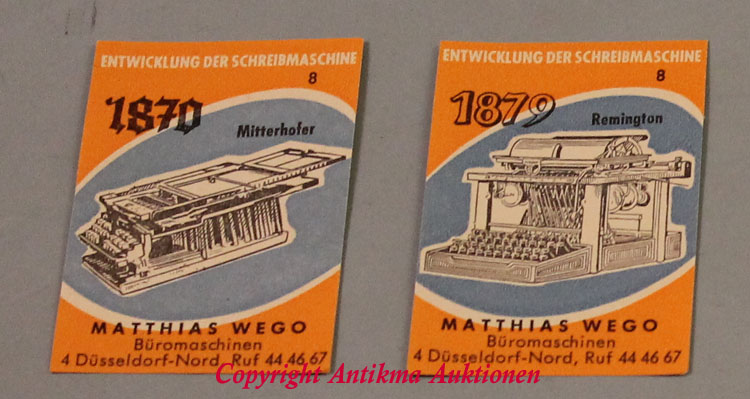 ENTWICKLUNG DER SCHREIBMASCHINE
8
1870
Mitterhofer
MATTHIAS WEGO
Büromaschinen
4 Düsseldorf-Nord, Ruf 44 46 67
ENTWICKLUNG DER SCHREIBMASCHINE
8
1879
Remington
MATTHIAS WEGO
Büromaschinen
4 Düsseldorf-Nord, Ruf 44 46 67
Copyright Antikma Auktionen